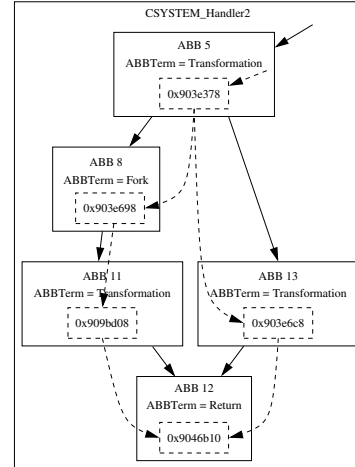 CSYSTEM_Handler2
ABB 5
ABBTerm = Transformation
0x903e378
ABB 8
ABBTerm = Fork
0x903e698
ABB 11
ABBTerm = Transformation
0x909bd08
ABB 13
ABBTerm = Transformation
0x903e6c8
ABB 12
ABBTerm = Return
0x9046b10